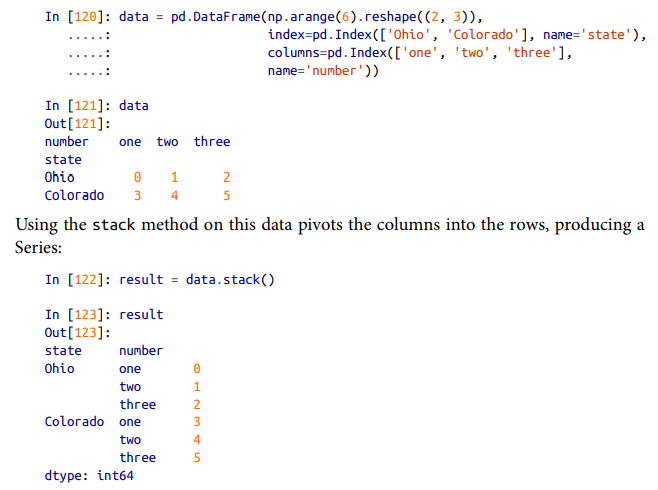 In [120]: data = pd.DataFrame(np.arange(6).reshape((2, 3)),
   .....:                     index=pd.Index(['Ohio', 'Colorado'], name='state'),
   .....:                     columns=pd.Index(['one', 'two', 'three'],
   .....:                     name='number'))
In [121]: data
Out[121]:
number    one  two  three
state
Ohio        0    1      2
Colorado    3    4      5
Using the stack method on this data pivots the columns into the rows, producing a
Series:
In [122]: result = data.stack()
In [123]: result
Out[123]:
state     number
Ohio      one       0
          two       1
          three     2
Colorado  one       3
          two       4
          three     5
dtype: int64